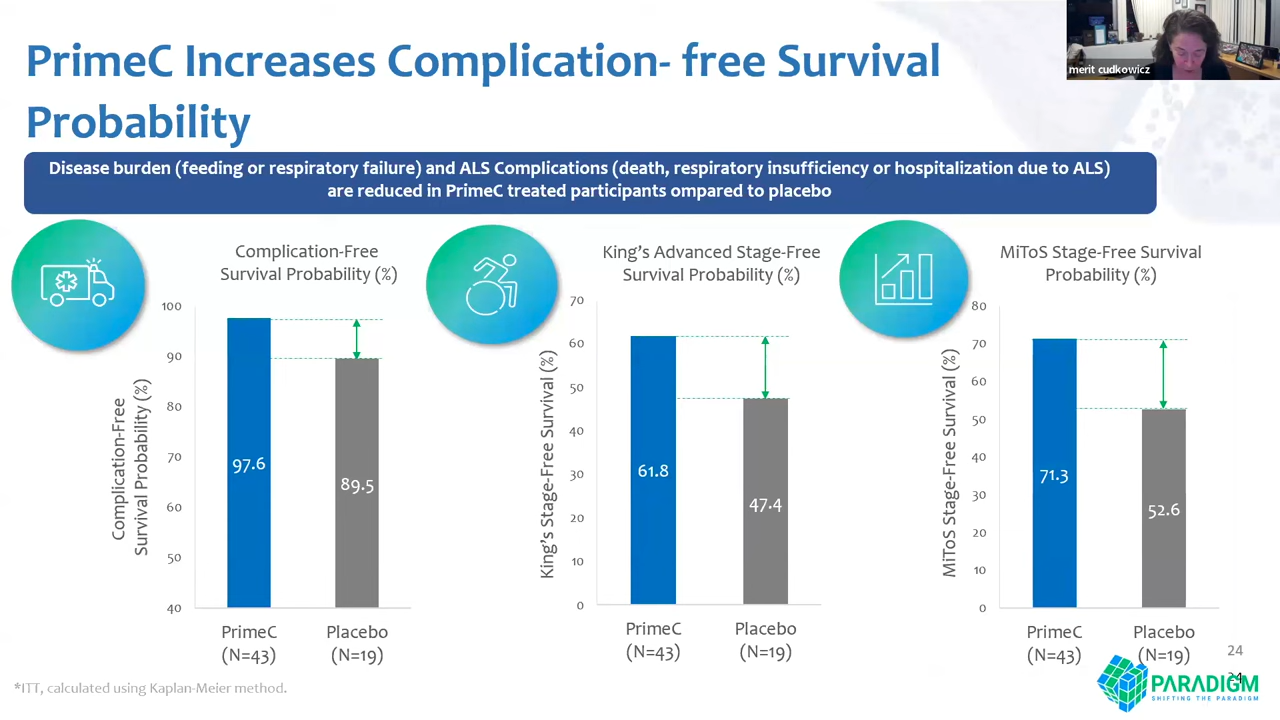 PrimeC Increases Complication- free Survival
Probability
merit cudkowicz
Disease burden (feeding or respiratory failure) and ALS Complications (death, respiratory insufficiency or hospitalization due to ALS)
are reduced in PrimeC treated participants ompared to placebo
Complication-Free
Survival Probability (%)
100
90
80
70
60
50
40
Complication-Free
Survival Probability (%)
97.6
89.5
PrimeC
(N=43)
Placebo
(N=19)
King's Advanced Stage-Free
Survival Probability (%)
70
60
50
40
30
20
10
0
King's Stage-Free Survival (%)
61.8
47.4
PrimeC
(N=43)
Placebo
(N=19)
MiToS Stage-Free Survival
Probability (%)
80
70
60
50
40
30
20
10
0
MiToS Stage-Free Survival (%)
71.3
52.6
PrimeC
(N=43)
Placebo
(N=19)
24
24
PARADIGM
SHIFTING THE PARADIGM
*ITT, calculated using Kaplan-Meier method.